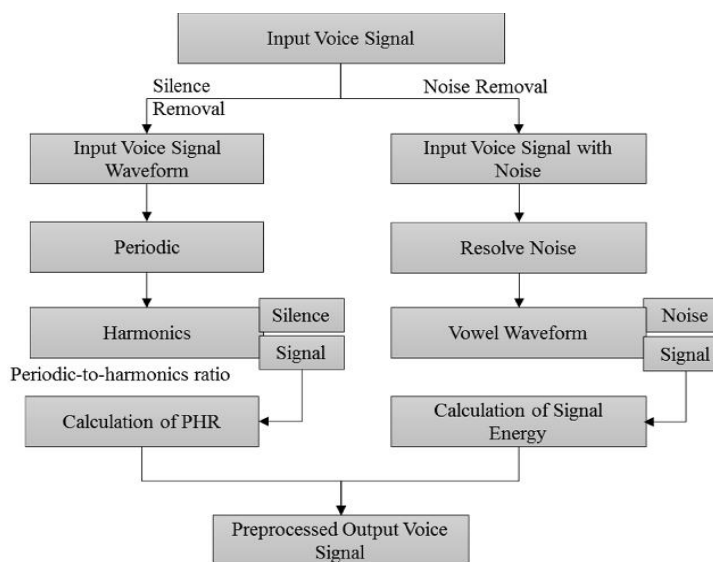 Input Voice Signal
Silence
Removal
Noise Removal
Input Voice Signal
Waveform
Input Voice Signal with
Noise
Periodic
Resolve Noise
Harmonics
Silence
Signal
Vowel Waveform
Noise
Signal
Periodic-to-harmonics ratio
Calculation of PHR
Calculation of Signal
Energy
Preprocessed Output Voice
Signal